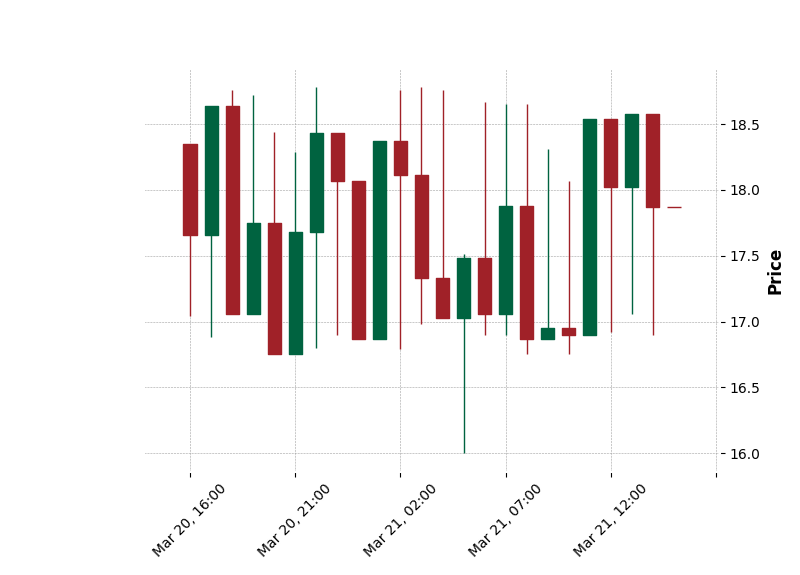 18.5
18.0
17.5
17.0
16.5
16.0
Price
Mar 20, 16:00
Mar 20, 21:00
Mar 21, 02:00
Mar 21, 07:00
Mar 21, 12:00